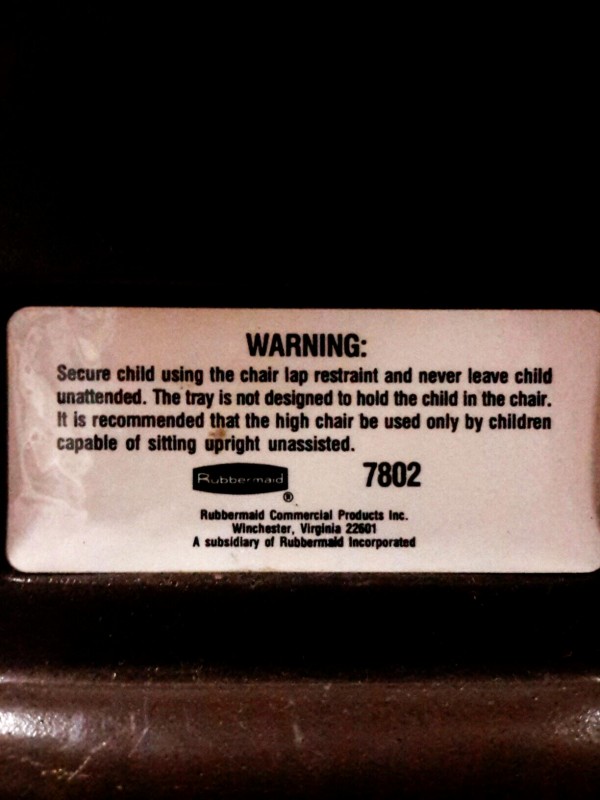 WARNING:
Secure child using the chair lap restraint and never leave child
unattended. The tray is not designed to hold the child in the chair.
It is recommended that the high chair be used only by children
capable of sitting upright unassisted.
Rubbermaid ® 7802
Rubbermaid Commercial Products Inc.
Winchester, Virginia 22601
A subsidiary of Rubbermaid Incorporated